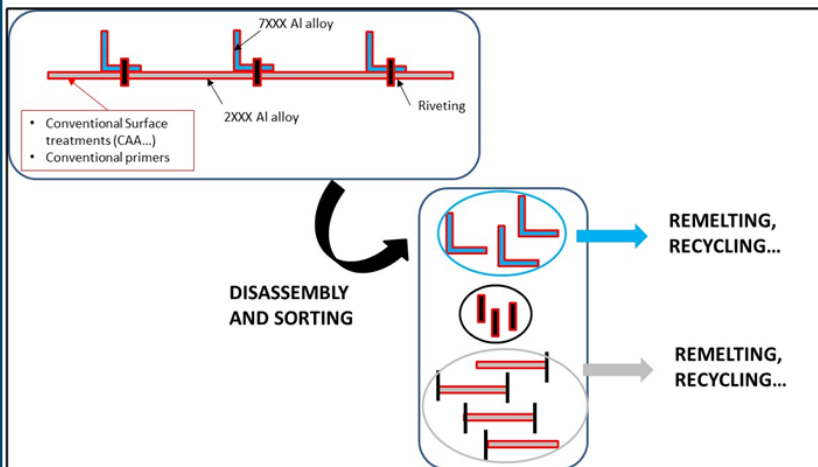 7XXX Al alloy
Riveting
2XXX Al alloy
• Conventional Surface
treatments (CAA...)
• Conventional primers
DISASSEMBLY
AND SORTING
REMELTING,
RECYCLING...
REMELTING,
RECYCLING...